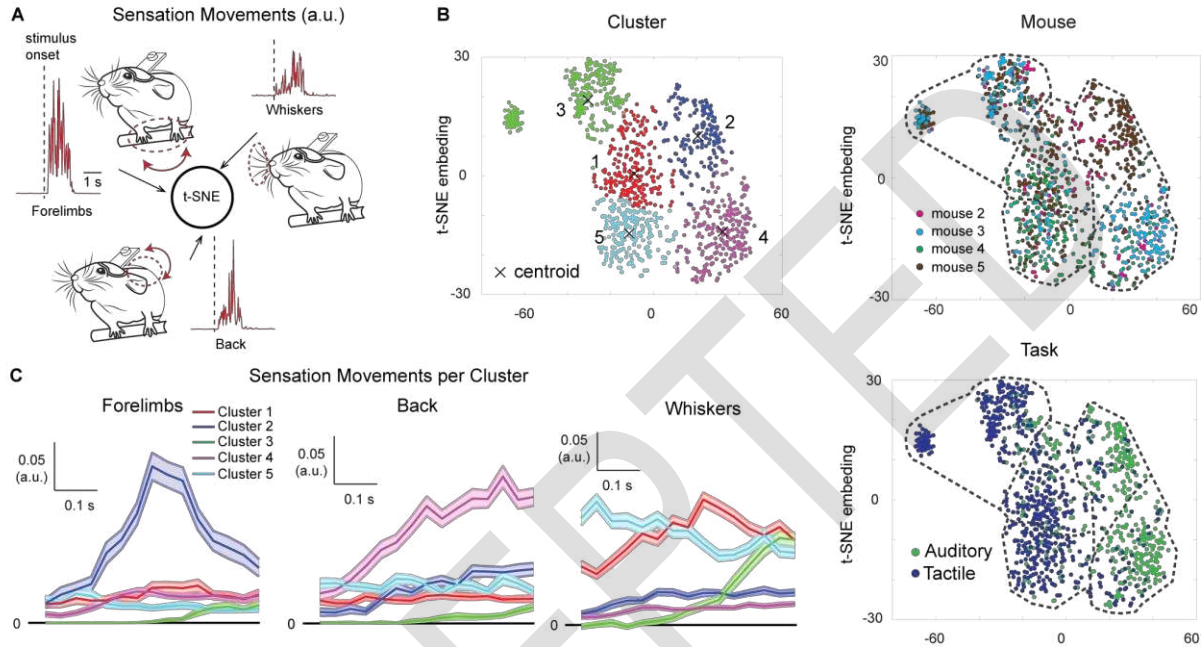 A
Sensation Movements (a.u.)
stimulus
onset
Whiskers
1 s
Forelimbs
t-SNE
Back
B
Cluster
t-SNE embeding
30
0
-30
-60
0
60
3
2
1
5
4
× centroid
Mouse
t-SNE embeding
30
0
-30
-60
0
60
mouse 2
mouse 3
mouse 4
mouse 5
Task
t-SNE embeding
30
0
-30
-60
0
60
Auditory
Tactile
C
Sensation Movements per Cluster
Forelimbs
Cluster 1
Cluster 2
Cluster 3
Cluster 4
Cluster 5
0.05
(a.u.)
0.1 s
0
Back
0.05
(a.u.)
0.1 s
0
Whiskers
0.05
(a.u.)
0.1 s
0
EPTED